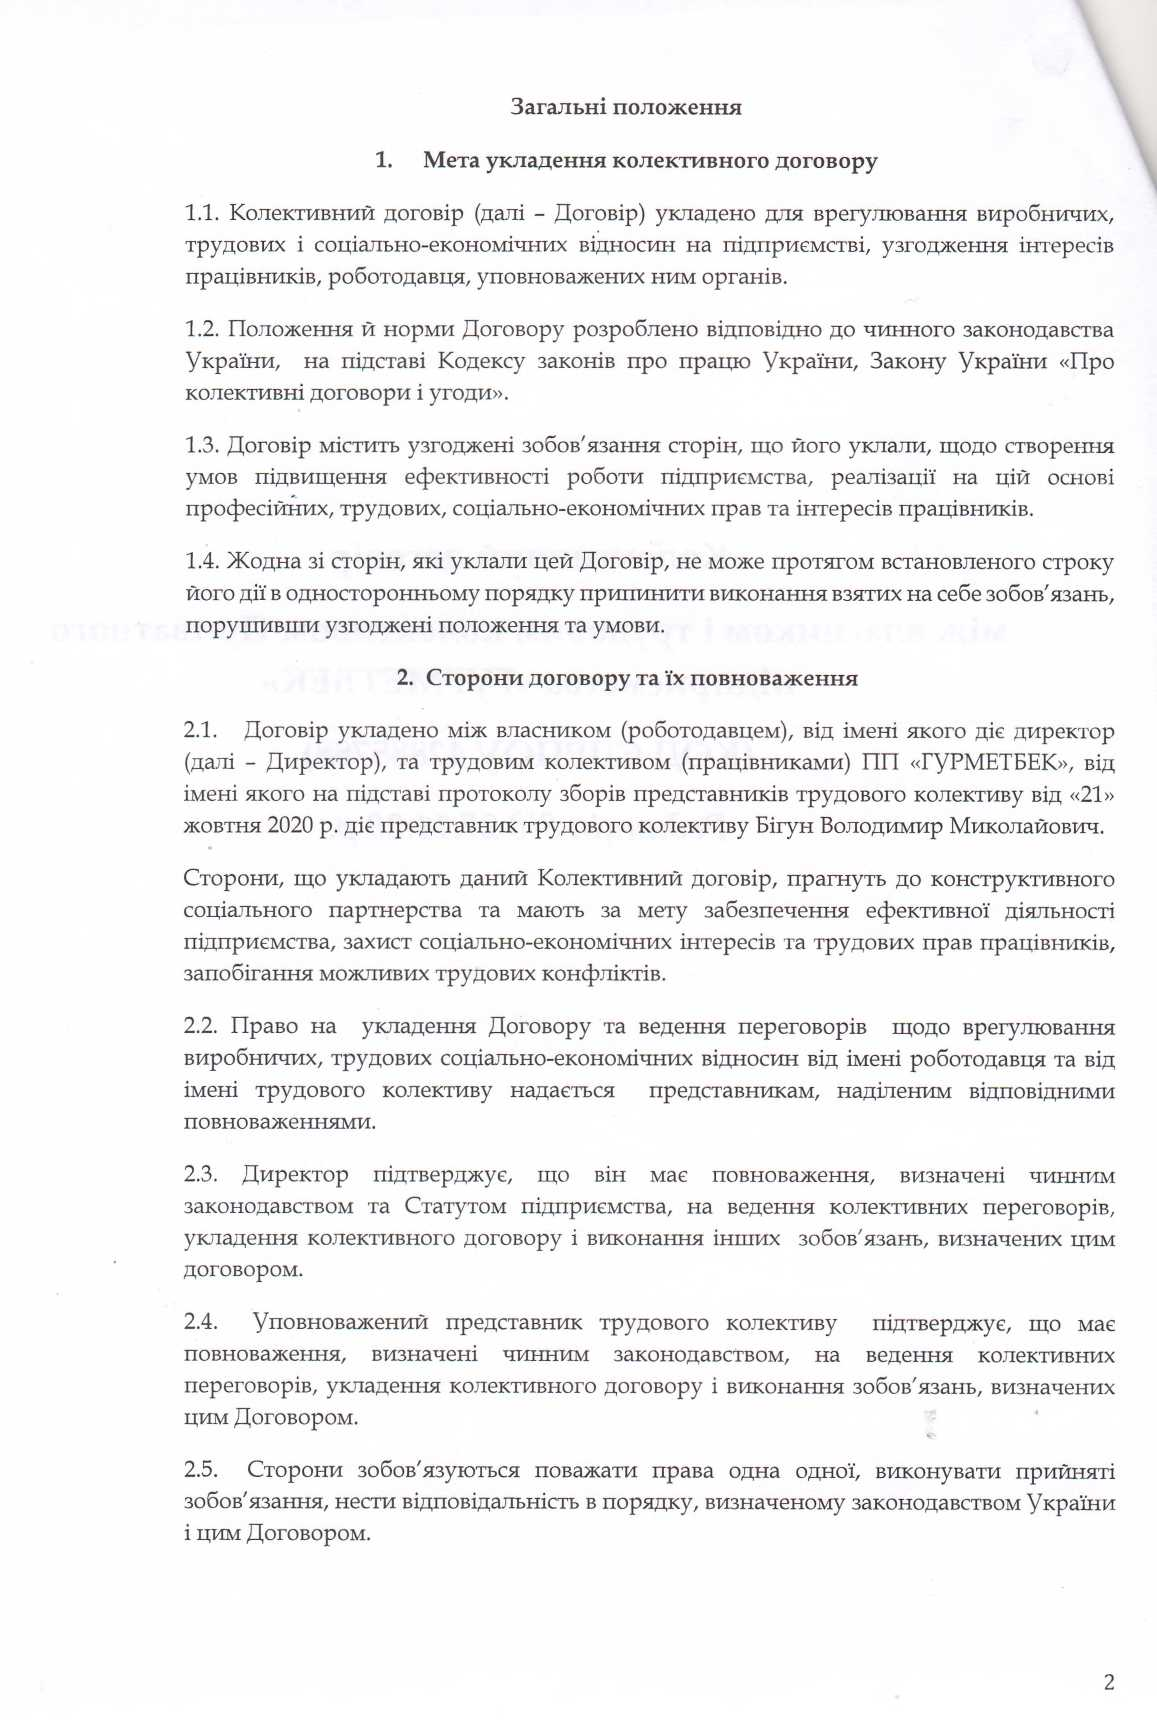 Загальні положення
1. Мета укладення колективного договору
1.1. Колективний договір (далі – Договір) укладено для врегулювання виробничих,
трудових і соціально-економічних відносин на підприємстві, узгодження інтересів
працівників, роботодавця, уповноважених ним органів.
1.2. Положення й норми Договору розроблено відповідно до чинного законодавства
України, на підставі Кодексу законів про працю України, Закону України «Про
колективні договори і угоди».
1.3. Договір містить узгоджені зобов’язання сторін, що його уклали, щодо створення
умов підвищення ефективності роботи підприємства, реалізації на цій основі
професійних, трудових, соціально-економічних прав та інтересів працівників.
1.4. Жодна зі сторін, які уклали цей Договір, не може протягом встановленого строку
його дії в односторонньому порядку припинити виконання взятих на себе зобов’язань,
порушивши узгоджені положення та умови.
2. Сторони договору та їх повноваження
2.1. Договір укладено між власником (роботодавцем), від імені якого діє директор
(далі – Директор), та трудовим колективом (працівниками) ПП «ГУРМЕТБЕК», від
імені якого на підставі протоколу зборів представників трудового колективу від «21»
жовтня 2020 р. діє представник трудового колективу Бігун Володимир Миколайович.
Сторони, що укладають даний Колективний договір, прагнуть до конструктивного
соціального партнерства та мають за мету забезпечення ефективної діяльності
підприємства, захист соціально-економічних інтересів та трудових прав працівників,
запобігання можливих трудових конфліктів.
2.2. Право на укладення Договору та ведення переговорів щодо врегулювання
виробничих, трудових соціально-економічних відносин від імені роботодавця та від
імені трудового колективу надається представникам, наділеним відповідними
повноваженнями.
2.3. Директор підтверджує, що він має повноваження, визначені чинним
законодавством та Статутом підприємства, на ведення колективних переговорів,
укладення колективного договору і виконання інших зобов’язань, визначених цим
договором.
2.4. Уповноважений представник трудового колективу підтверджує, що має
повноваження, визначені чинним законодавством, на ведення колективних
переговорів, укладення колективного договору і виконання зобов’язань, визначених
цим Договором.
2.5. Сторони зобов’язуються поважати права одна одної, виконувати прийняті
зобов’язання, нести відповідальність в порядку, визначеному законодавством України
і цим Договором.
2